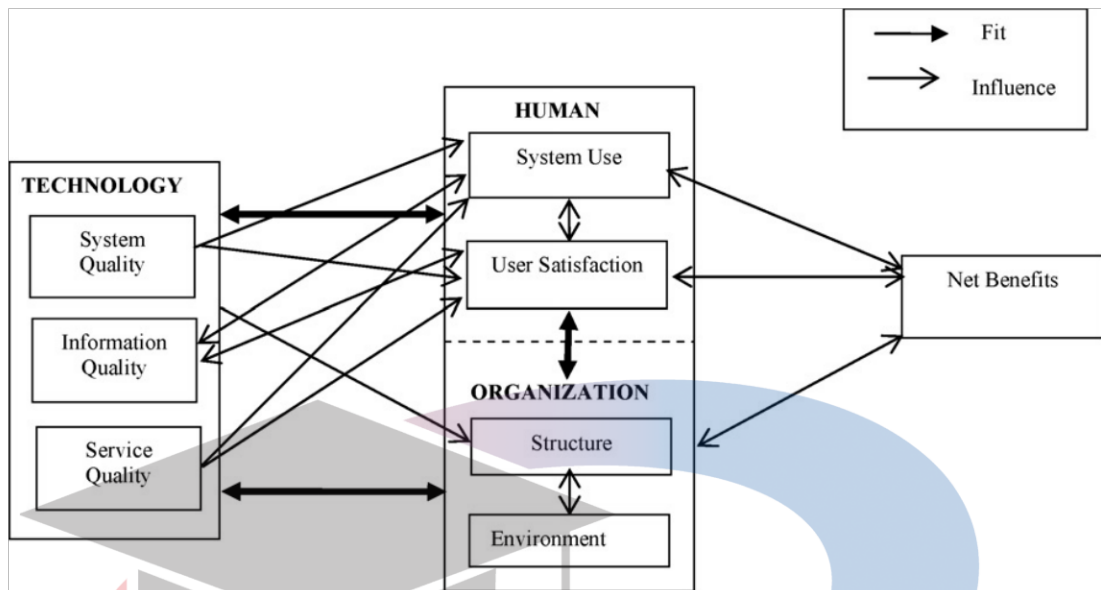 Fit
Influence
HUMAN
System Use
User Satisfaction
TECHNOLOGY
System
Quality
Information
Quality
Service
Quality
ORGANIZATION
Structure
Environment
Net Benefits